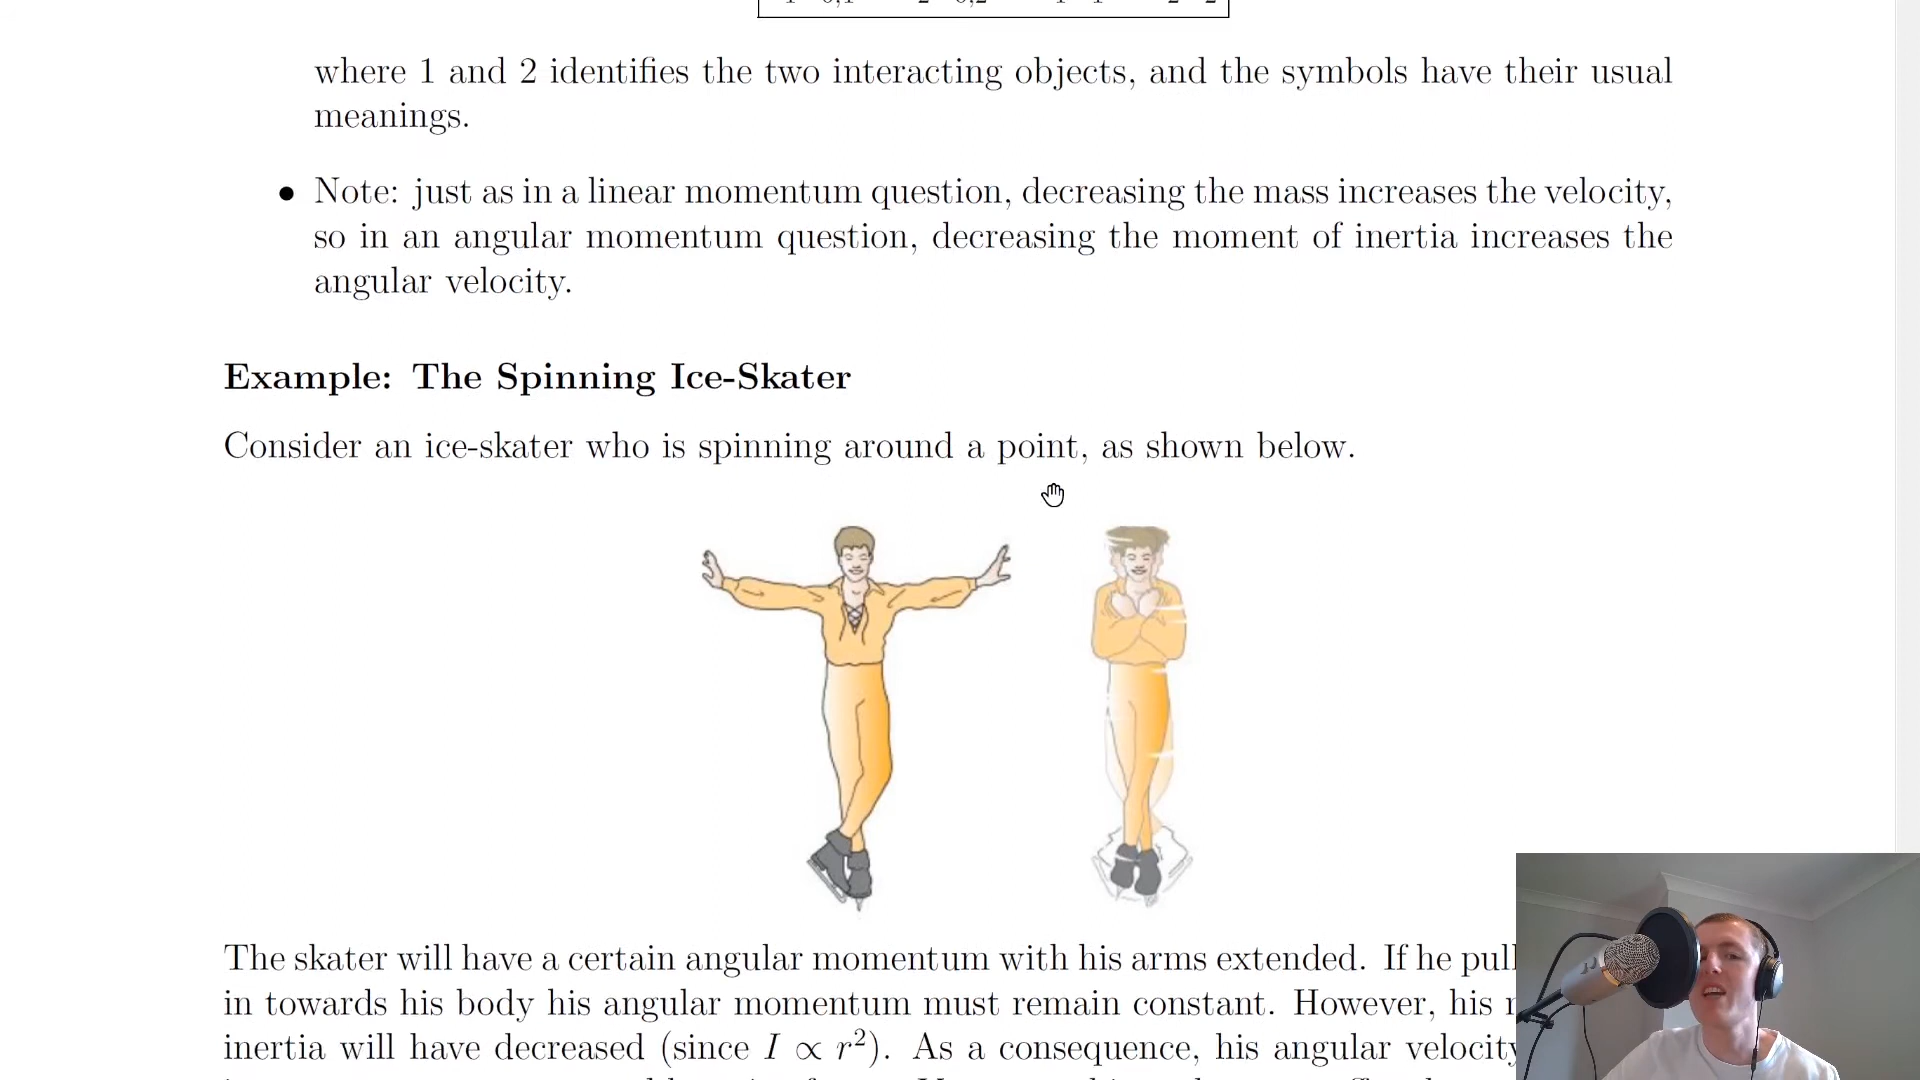 where 1 and 2 identifies the two interacting objects, and the symbols have their usual
meanings.
• Note: just as in a linear momentum question, decreasing the mass increases the velocity,
so in an angular momentum question, decreasing the moment of inertia increases the
angular velocity.
Example: The Spinning Ice-Skater
Consider an ice-skater who is spinning around a point, as shown below.
The skater will have a certain angular momentum with his arms extended. If he pull
in towards his body his angular momentum must remain constant. However, his
inertia will have decreased (since I ∝ r²). As a consequence, his angular velocity